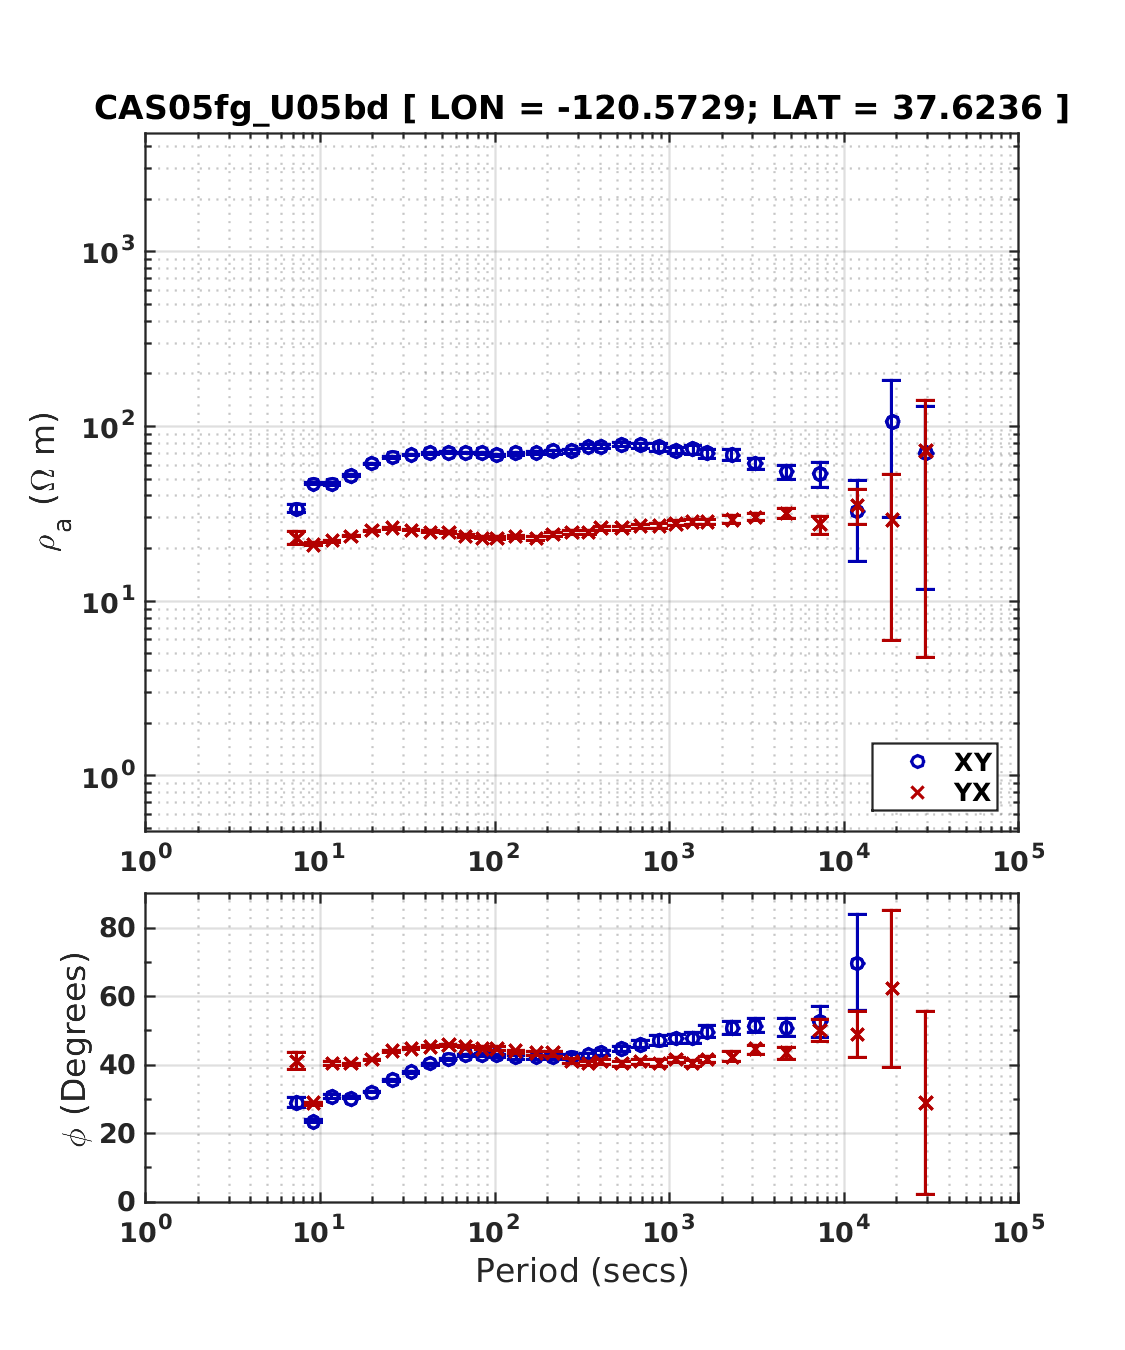 CAS05fg_U05bd [ LON = -120.5729; LAT = 37.6236 ]
10³
10²
10¹
10⁰
ρₐ (Ω m)
XY
YX
10⁰ 10¹ 10² 10³ 10⁴ 10⁵
80
60
40
20
0
ϕ (Degrees)
10⁰ 10¹ 10² 10³ 10⁴ 10⁵
Period (secs)